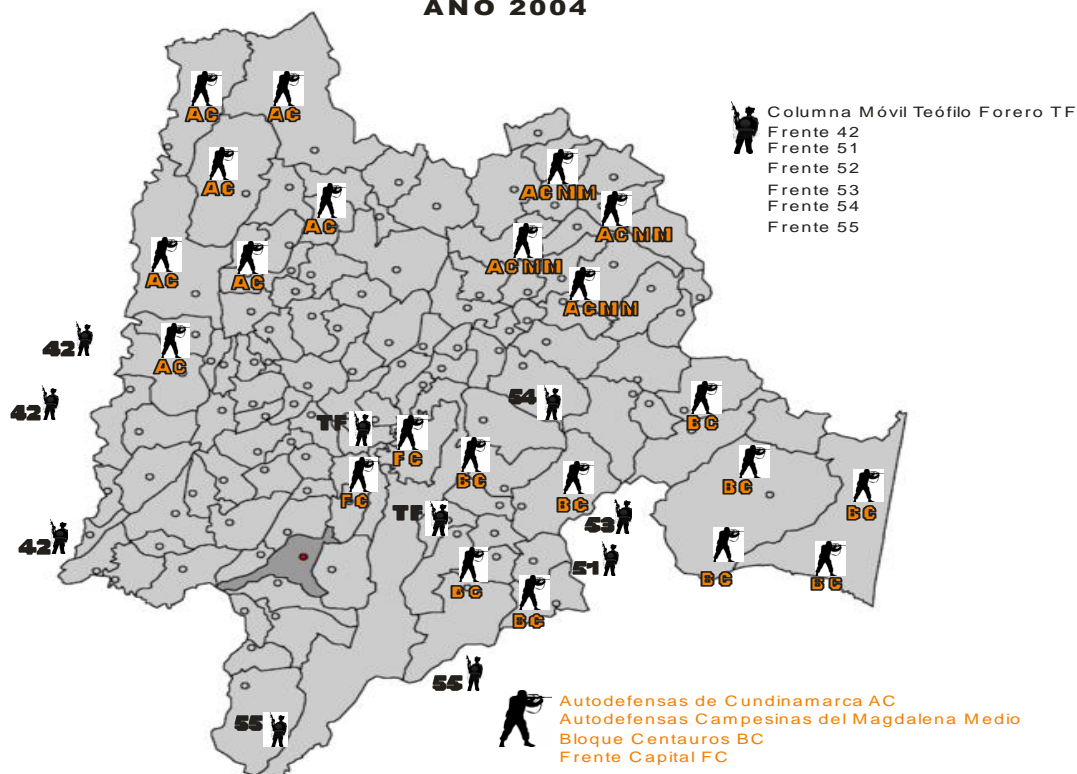 AÑO 2004
Columna Móvil Teófilo Forero TF
Frente 42
Frente 51
Frente 52
Frente 53
Frente 54
Frente 55
AC
AC
AC
AC
AC
AC
AC
ACMM
ACMM
ACMM
ACMM
42
42
42
TF
FC
FC
TF
54
BC
BC
BC
BC
BC
BC
BC
BC
BC
53
51
55
55
Autodefensas de Cundinamarca AC
Autodefensas Campesinas del Magdalena Medio
Bloque Centauros BC
Frente Capital FC